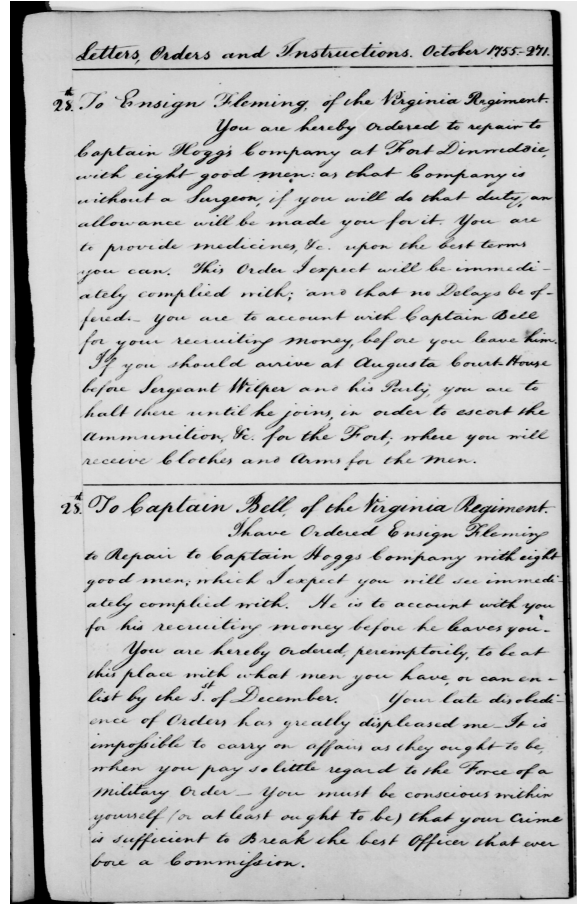 Letters, Orders and Instructions. October 1755 - 271.
28th. To Ensign Fleming, of the Virginia Regiment.
You are hereby ordered to repair to
Captain Hogg's Company at Fort Dinwiddie,
with eight good men: as that Company is
without a Surgeon, if you will do that duty, an
allowance will be made you for it. You are
to provide medicines, &c. upon the best terms
you can. This Order I expect will be immedi-
ately complied with; and that no Delays be of-
fered. - you are to account with Captain Bell
for your recruiting money, before you leave him.
If you should arrive at Augusta Court-House
before Sergeant Wilper and his Party, you are to
halt there until he joins, in order to escort the
Ammunition, &c. for the Fort; where you will
receive Clothes and Arms for the men.
28th. To Captain Bell, of the Virginia Regiment.
I have Ordered Ensign Fleming
to Repair to Captain Hoggs Company with eight
good men; which I expect you will see immedi-
ately complied with. He is to account with you
for his recruiting money before he leaves you -
You are hereby ordered, peremptorily, to be at
this place with what men you have, or can en-
list by the 1st. of December. Your late disobedi-
ence of Orders has greatly displeased me - It is
impossible to carry on affairs as they ought to be,
when you pay so little regard to the Force of a
Military Order - You must be conscious within
yourself (or at least ought to be) that your Crime
is sufficient to Break the best Officer that ever
bore a Commission.